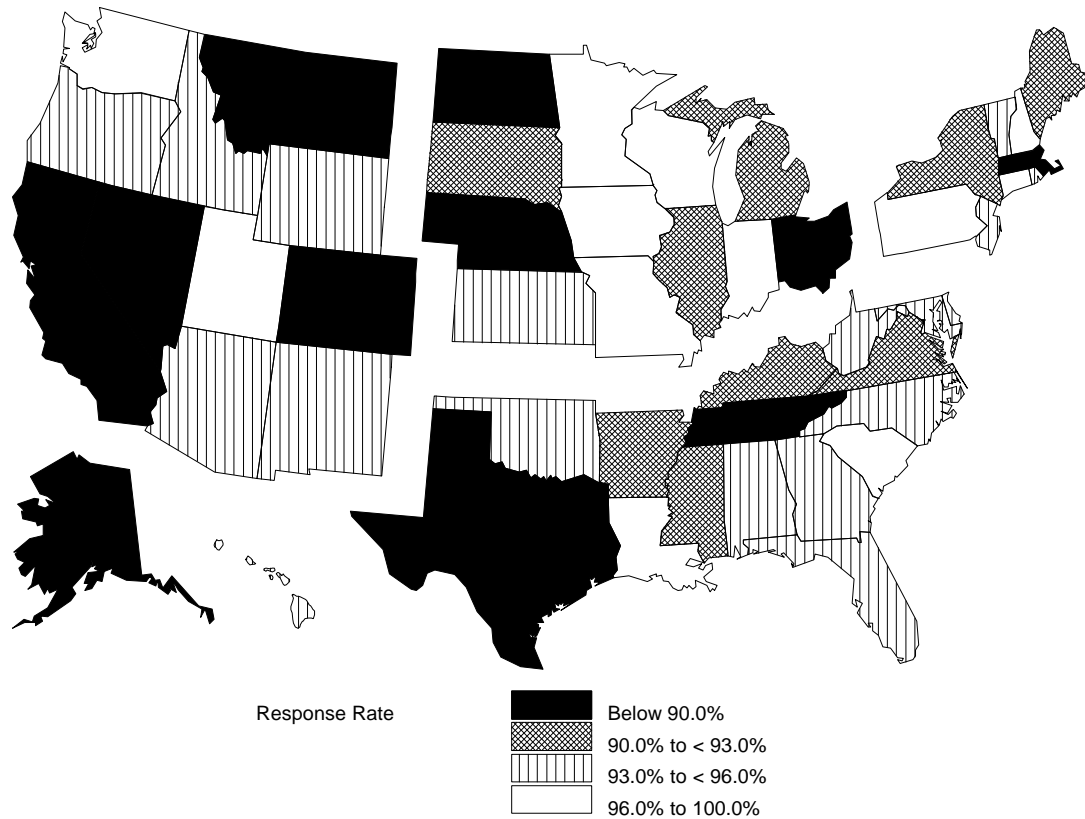 Response Rate
Below 90.0%
90.0% to < 93.0%
93.0% to < 96.0%
96.0% to 100.0%